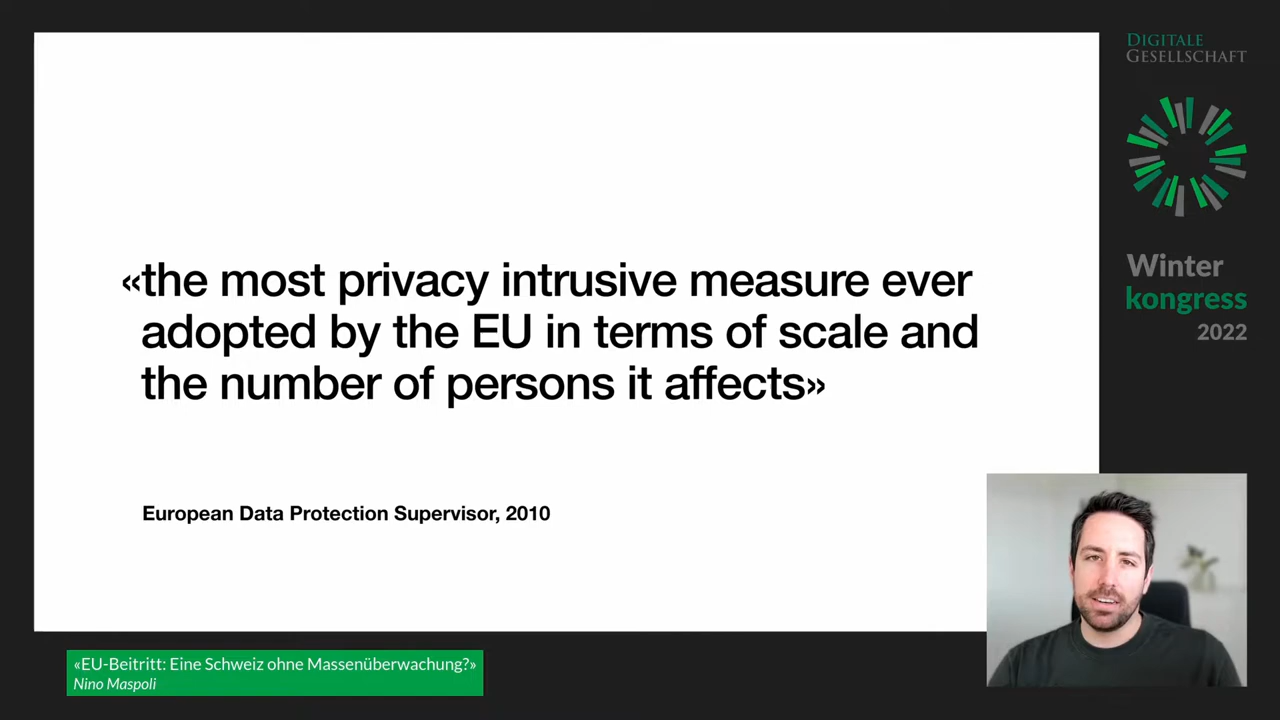 «the most privacy intrusive measure ever
adopted by the EU in terms of scale and
the number of persons it affects»
European Data Protection Supervisor, 2010
DIGITALE
GESELLSCHAFT
Winter
kongress
2022
«EU-Beitritt: Eine Schweiz ohne Massenüberwachung?»
Nino Maspoli